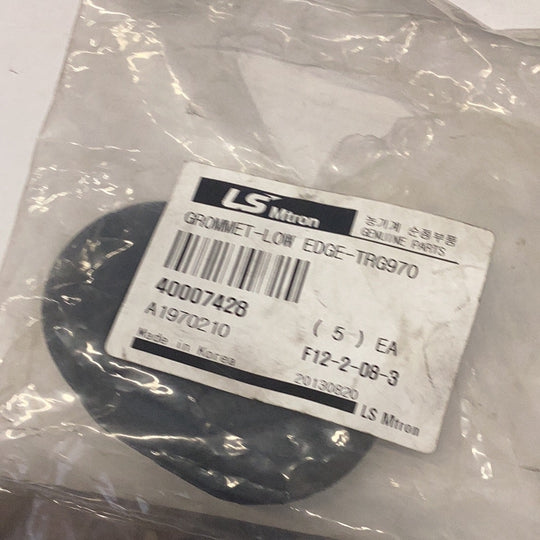 LS Mtron
농기계 순정부품
GENUINE PARTS
GROMMET-LOW EDGE-TRG970
40007428
A1970210
( 5 ) EA
F12-2-08-3
Made in Korea
20130820
LS Mtron